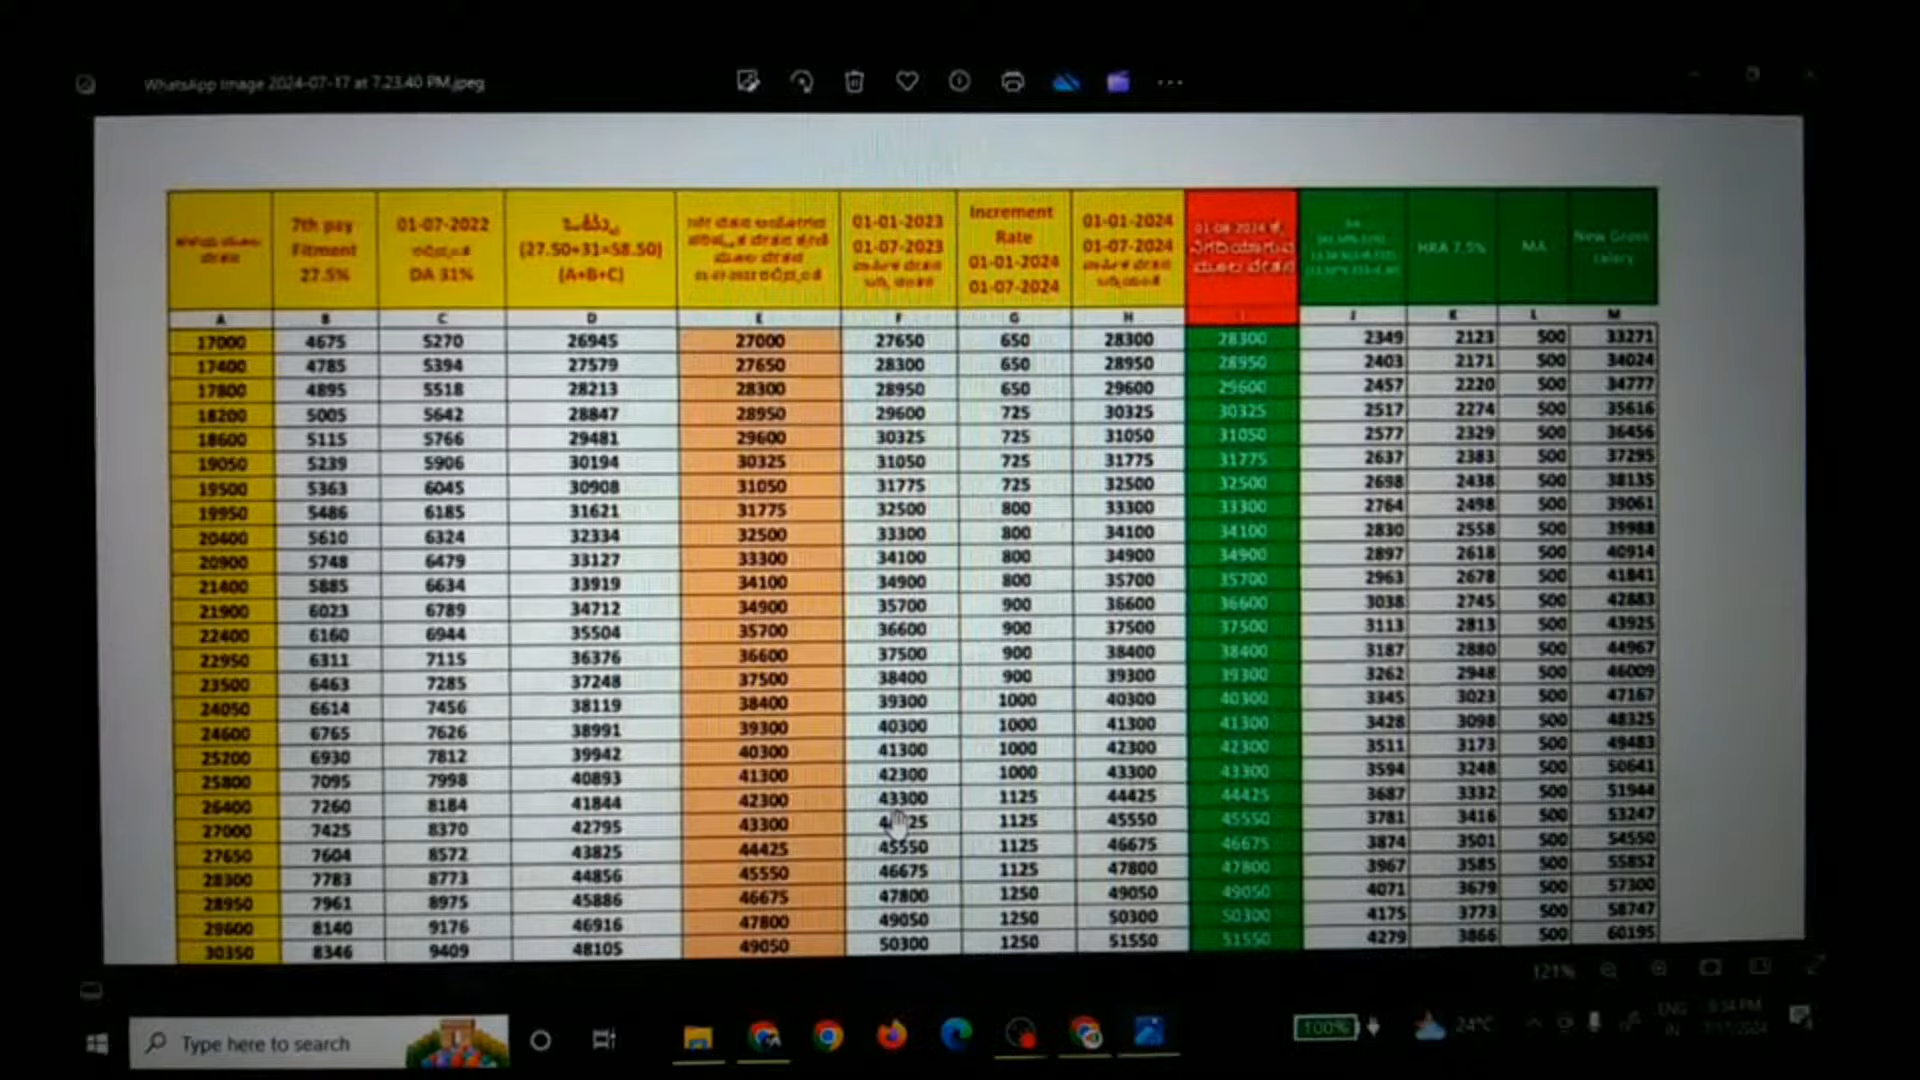 WhatsApp Image 2024-07-17 at 7.23.40 PM.jpeg
7th pay Fitment 27.5%
01-07-2022 DA 31%
(27.50+31=58.50) (A+B+C)
01-01-2023 01-07-2023
Increment Rate 01-01-2024 01-07-2024
01-01-2024 01-07-2024
HRA 7.5%
MA
New Gross salary
A B C D E F G H I J K L M
17000 4675 5270 26945 27000 27650 650 28300 28300 2349 2123 500 33271
17400 4785 5394 27579 27650 28300 650 28950 28950 2403 2171 500 34024
17800 4895 5518 28213 28300 28950 650 29600 29600 2457 2220 500 34777
18200 5005 5642 28847 28950 29600 725 30325 30325 2517 2274 500 35616
18600 5115 5766 29481 29600 30325 725 31050 31050 2577 2329 500 36456
19050 5239 5906 30194 30325 31050 725 31775 31775 2637 2383 500 37295
19500 5363 6045 30908 31050 31775 725 32500 32500 2698 2438 500 38135
19950 5486 6185 31621 31775 32500 800 33300 33300 2764 2498 500 39061
20400 5610 6324 32334 32500 33300 800 34100 34100 2830 2558 500 39988
20900 5748 6479 33127 33300 34100 800 34900 34900 2897 2618 500 40914
21400 5885 6634 33919 34100 34900 800 35700 35700 2963 2678 500 41841
21900 6023 6789 34712 34900 35700 900 36600 36600 3038 2745 500 42883
22400 6160 6944 35504 35700 36600 900 37500 37500 3113 2813 500 43925
22950 6311 7115 36376 36600 37500 900 38400 38400 3187 2880 500 44967
23500 6463 7285 37248 37500 38400 900 39300 39300 3262 2948 500 46009
24050 6614 7456 38119 38400 39300 1000 40300 40300 3345 3023 500 47167
24600 6765 7626 38991 39300 40300 1000 41300 41300 3428 3098 500 48325
25200 6930 7812 39942 40300 41300 1000 42300 42300 3511 3173 500 49483
25800 7095 7998 40893 41300 42300 1000 43300 43300 3594 3248 500 50641
26400 7260 8184 41844 42300 43300 1125 44425 44425 3687 3332 500 51944
27000 7425 8370 42795 43300 1125 45550 45550 3781 3416 500 53247
27650 7604 8572 43825 44425 45550 1125 46675 46675 3874 3501 500 54550
28300 7783 8773 44856 45550 46675 1125 47800 47800 3967 3585 500 55852
28950 7961 8975 45886 46675 47800 1250 49050 49050 4071 3679 500 57300
29600 8140 9176 46916 47800 49050 1250 50300 50300 4175 3773 500 58747
30350 8346 9409 48105 49050 50300 1250 51550 51550 4279 3866 500 60195
121%
Type here to search
100%
24°C
ENG
IN